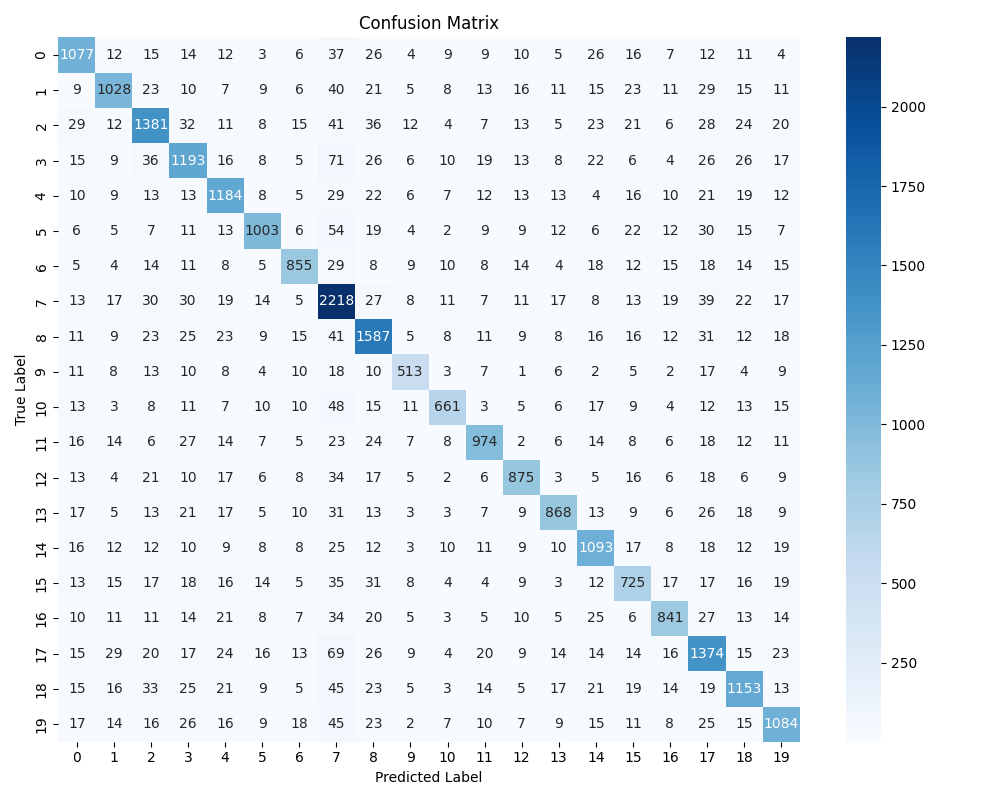 Confusion Matrix
0 1077 12 15 14 12 3 6 37 26 4 9 9 10 5 26 16 7 12 11 4
1 9 1028 23 10 7 9 6 40 21 5 8 13 16 11 15 23 11 29 15 11
2 29 12 1381 32 11 8 15 41 36 12 4 7 13 5 23 21 6 28 24 20
3 15 9 36 1193 16 8 5 71 26 6 10 19 13 8 22 6 4 26 26 17
4 10 9 13 13 1184 8 5 29 22 6 7 12 13 13 4 16 10 21 19 12
5 6 5 7 11 13 1003 6 54 19 4 2 9 9 12 6 22 12 30 15 7
6 5 4 14 11 8 5 855 29 8 9 10 8 14 4 18 12 15 18 14 15
7 13 17 30 30 19 14 5 2218 27 8 11 7 11 17 8 13 19 39 22 17
8 11 9 23 25 23 9 15 41 1587 5 8 11 9 8 16 16 12 31 12 18
9 11 8 13 10 8 4 10 18 10 513 3 7 1 6 2 5 2 17 4 9
10 13 3 8 11 7 10 10 48 15 11 661 3 5 6 17 9 4 12 13 15
11 16 14 6 27 14 7 5 23 24 7 8 974 2 6 14 8 6 18 12 11
12 13 4 21 10 17 6 8 34 17 5 2 6 875 3 5 16 6 18 6 9
13 17 5 13 21 17 5 10 31 13 3 3 7 9 868 13 9 6 26 18 9
14 16 12 12 10 9 8 8 25 12 3 10 11 9 10 1093 17 8 18 12 19
15 13 15 17 18 16 14 5 35 31 8 4 4 9 3 12 725 17 17 16 19
16 10 11 11 14 21 8 7 34 20 5 3 5 10 5 25 6 841 27 13 14
17 15 29 20 17 24 16 13 69 26 9 4 20 9 14 14 14 16 1374 15 23
18 15 16 33 25 21 9 5 45 23 5 3 14 5 17 21 19 14 19 1153 13
19 17 14 16 26 16 9 18 45 23 2 7 10 7 9 15 11 8 25 15 1084
0 1 2 3 4 5 6 7 8 9 10 11 12 13 14 15 16 17 18 19
Predicted Label
True Label
2000
1750
1500
1250
1000
750
500
250